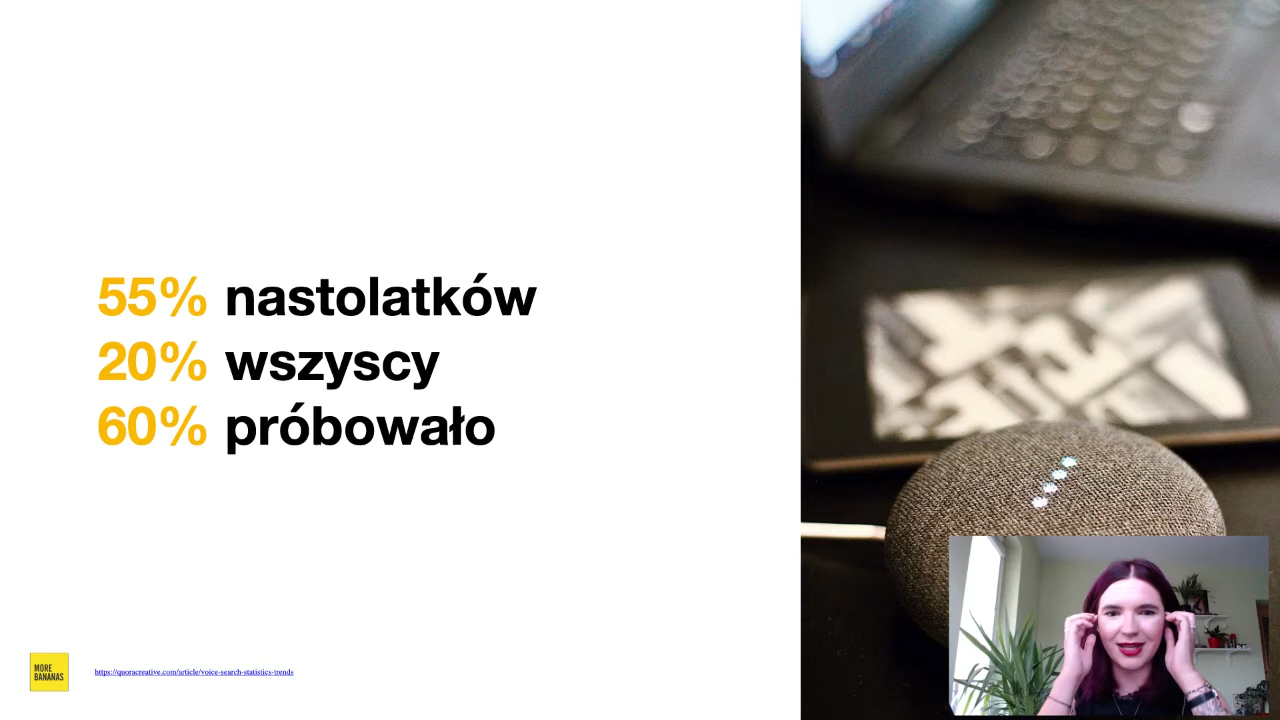 55% nastolatków
20% wszyscy
60% próbowało
MORE
BANANAS
https://quoracreative.com/article/voice-search-statistics-trends